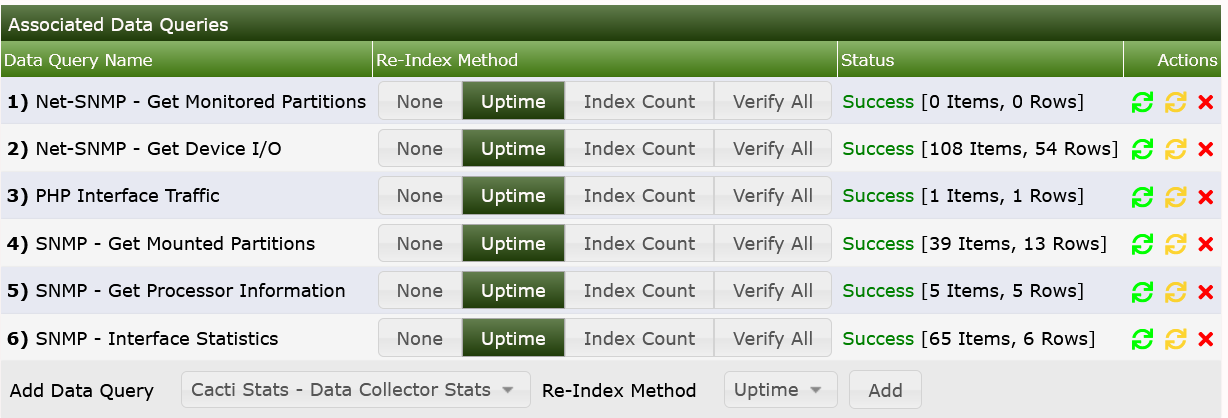 Associated Data Queries
Data Query Name Re-Index Method Status Actions
1) Net-SNMP - Get Monitored Partitions None Uptime Index Count Verify All Success [0 Items, 0 Rows]
2) Net-SNMP - Get Device I/O None Uptime Index Count Verify All Success [108 Items, 54 Rows]
3) PHP Interface Traffic None Uptime Index Count Verify All Success [1 Items, 1 Rows]
4) SNMP - Get Mounted Partitions None Uptime Index Count Verify All Success [39 Items, 13 Rows]
5) SNMP - Get Processor Information None Uptime Index Count Verify All Success [5 Items, 5 Rows]
6) SNMP - Interface Statistics None Uptime Index Count Verify All Success [65 Items, 6 Rows]
Add Data Query Cacti Stats - Data Collector Stats Re-Index Method Uptime Add